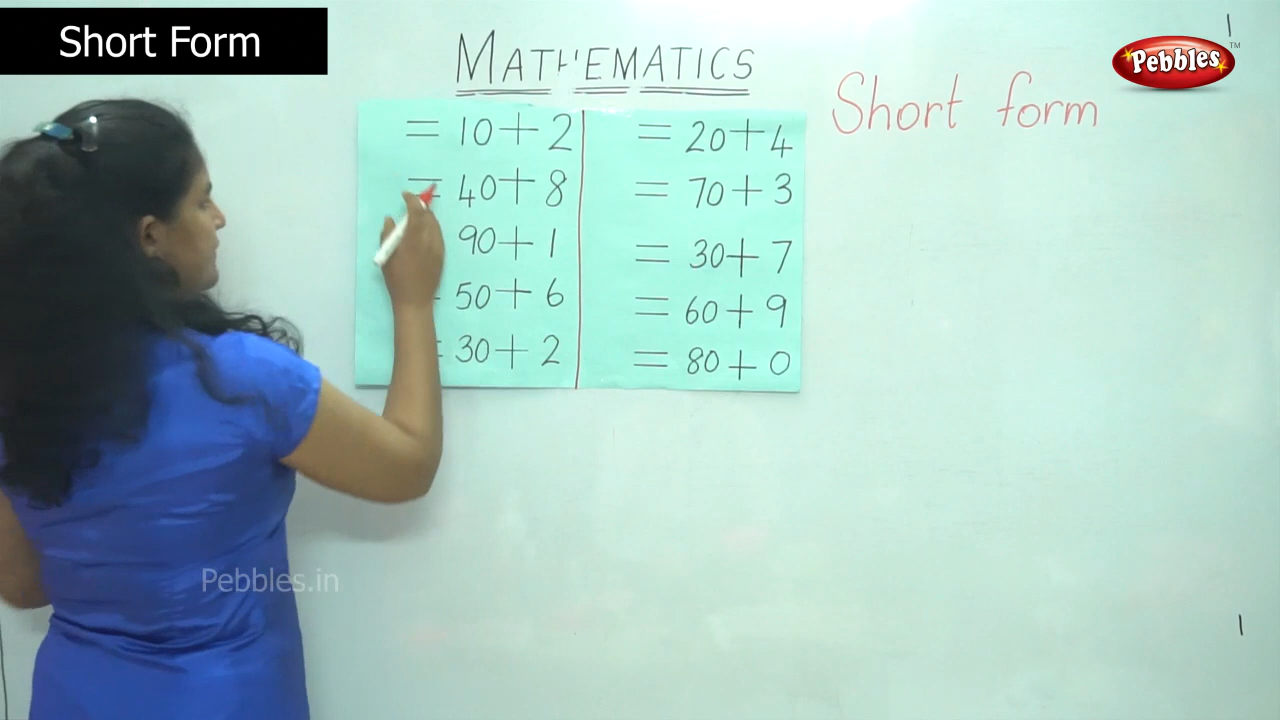 Short Form
MATHEMATICS
Pebbles TM
Short form
= 10+2
= 40+8
90+1
= 50+6
= 30+2
= 20+4
= 70+3
= 30+7
= 60+9
= 80+0
Pebbles.in